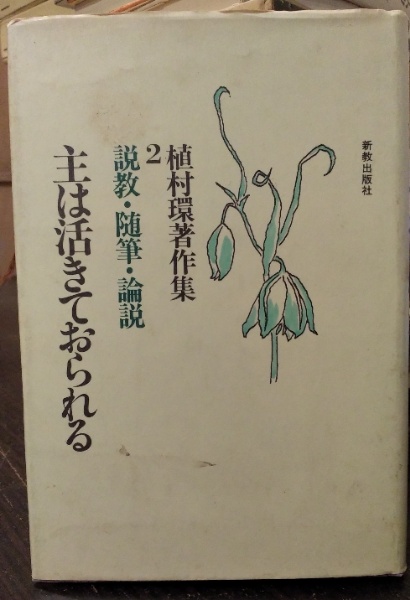 新教出版社
植村環著作集
2
説教・随筆・論説
主は活きておられる